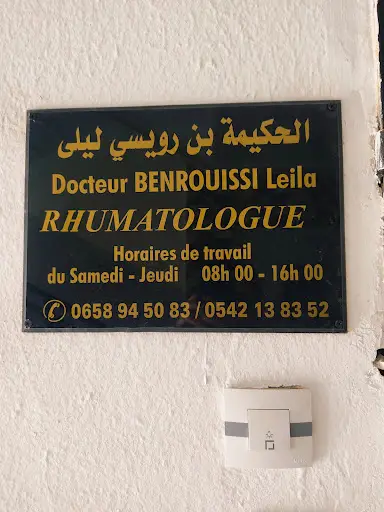 الحكيمة بن رويسي ليلى
Docteur BENROUISSI Leila
RHUMATOLOGUE
Horaires de travail
du Samedi - Jeudi 08h 00 - 16h 00
0658 94 50 83 / 0542 13 83 52